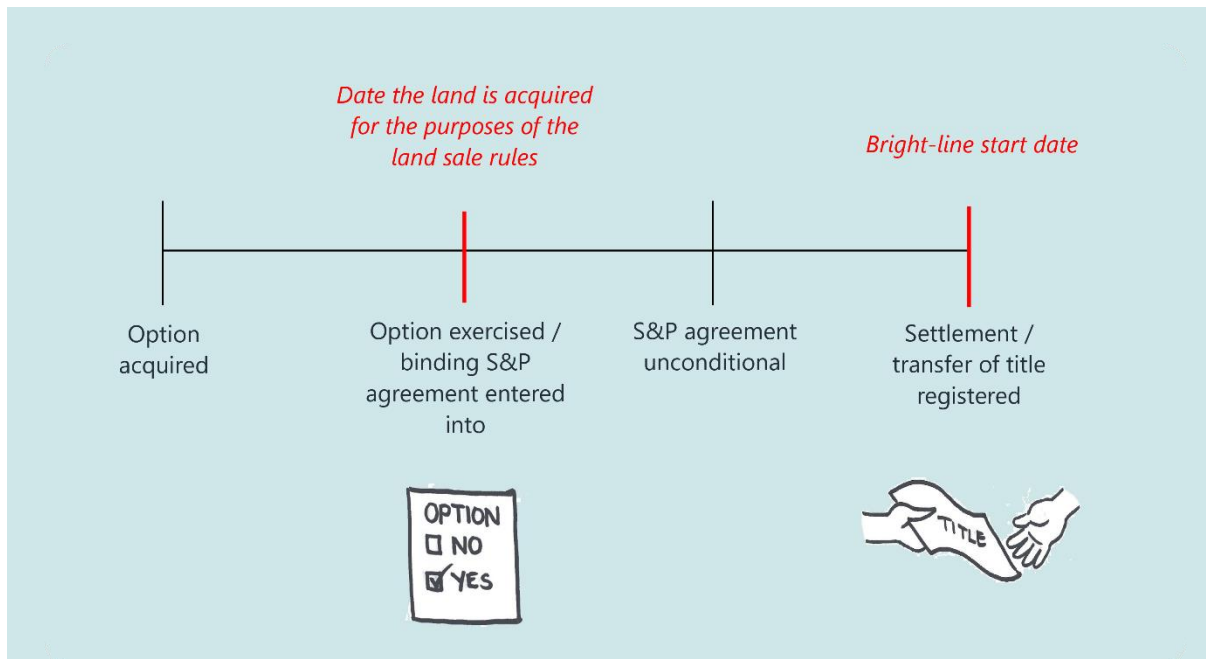 Date the land is acquired
for the purposes of the
land sale rules
Bright-line start date
Option
acquired
Option exercised /
binding S&P
agreement entered
into
S&P agreement
unconditional
Settlement /
transfer of title
registered
OPTION
NO
YES
TITLE